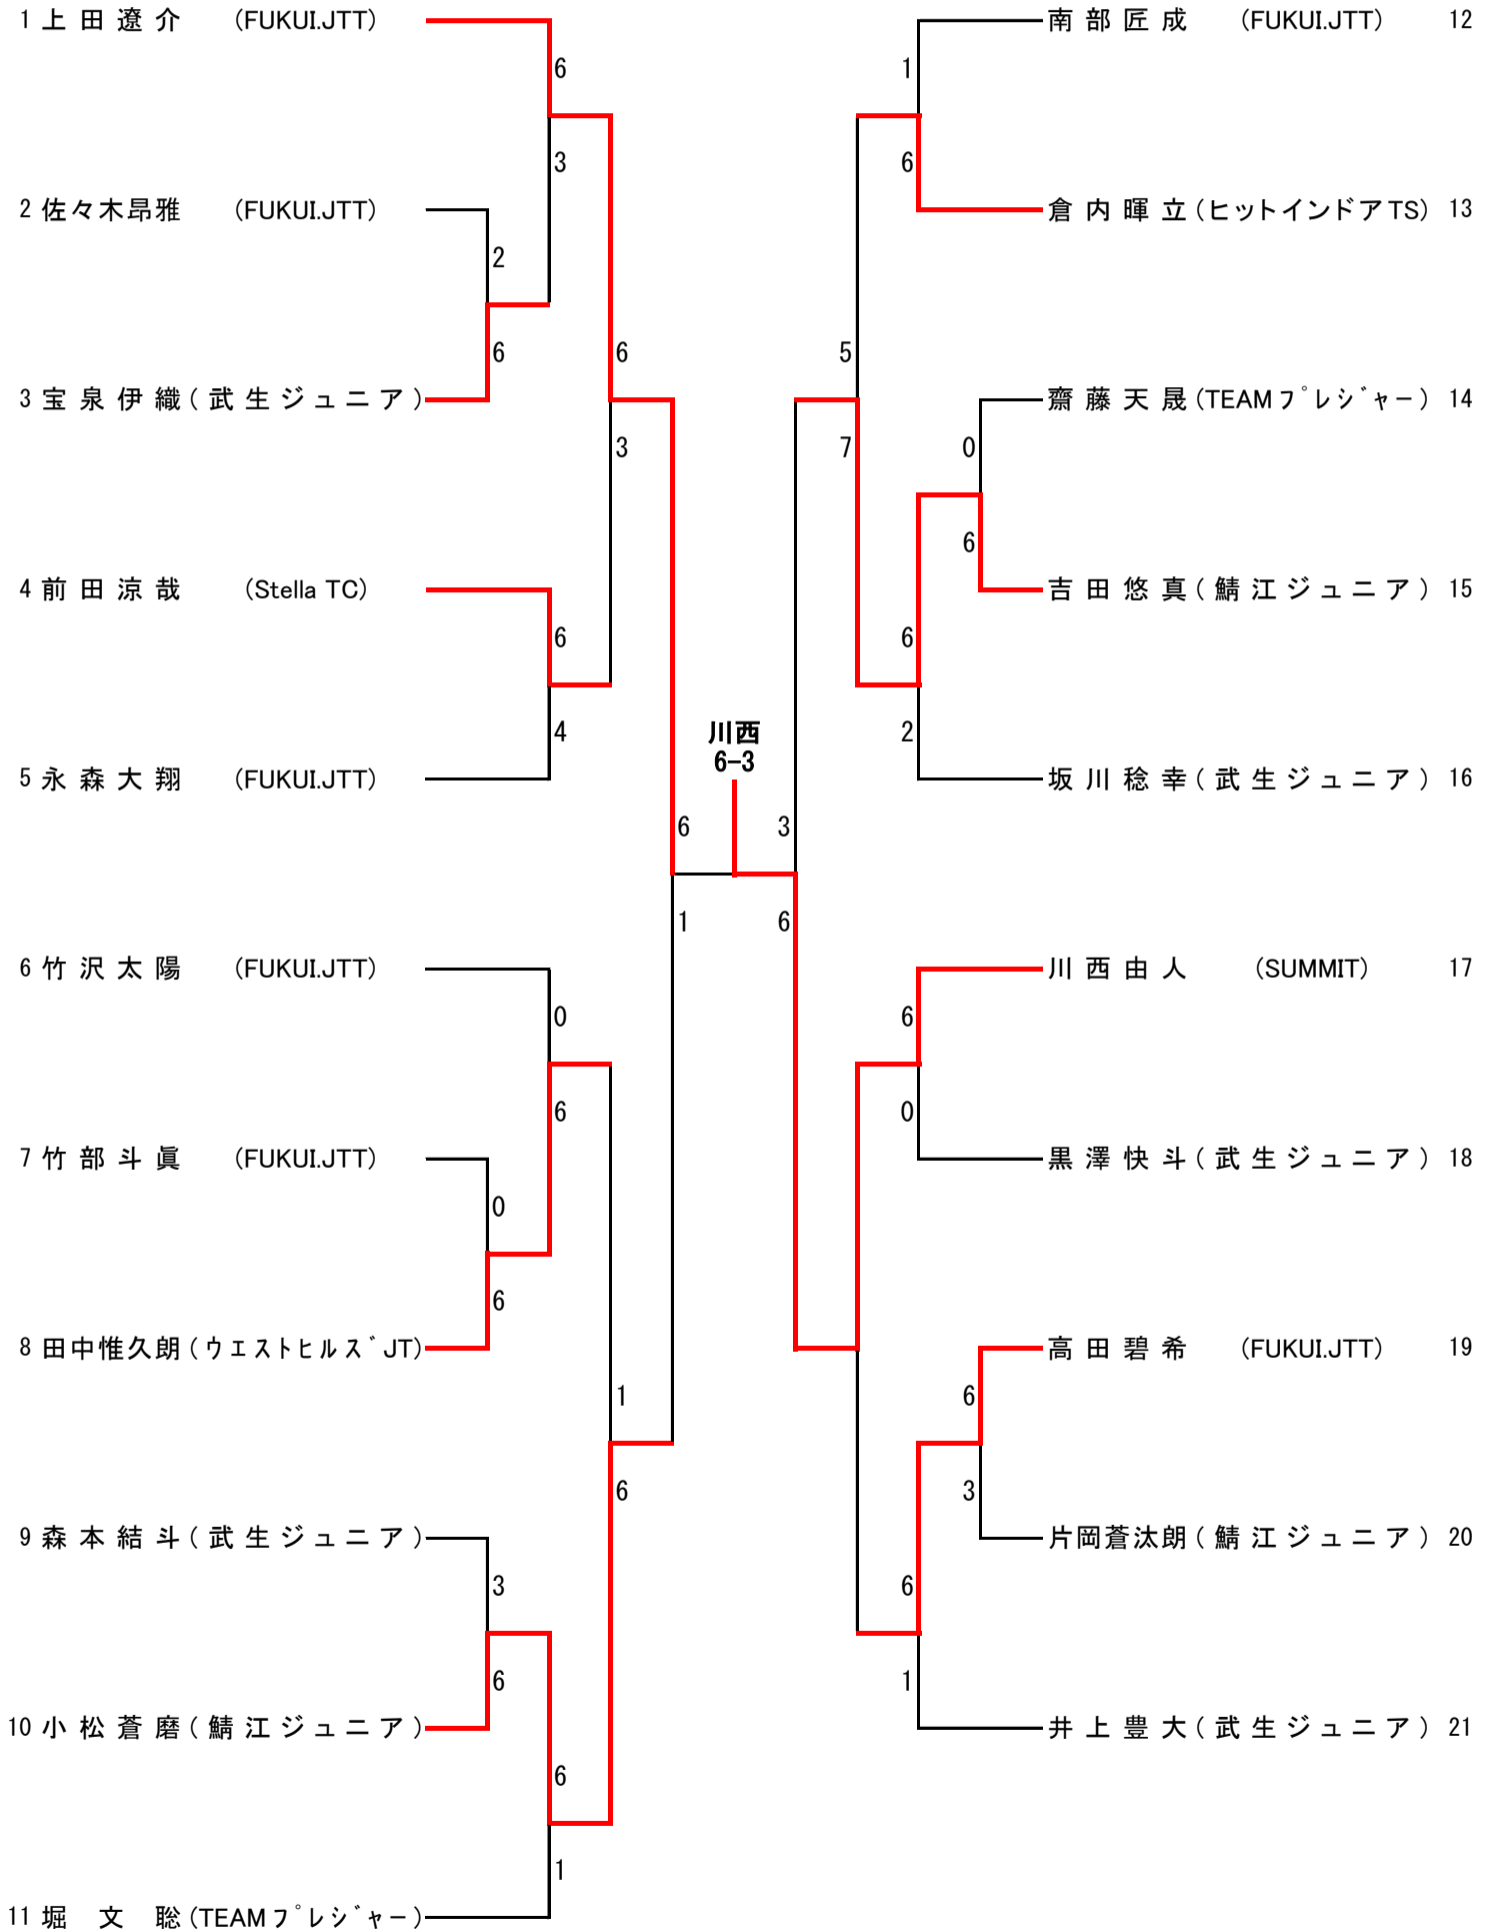 1 上田遼介 (FUKUI.JTT)
6
3
2 佐々木昂雅 (FUKUI.JTT)
2
6
3 宝泉伊織(武生ジュニア)
6
3
4 前田涼哉 (Stella TC)
6
4
5 永森大翔 (FUKUI.JTT)
6
1
6 竹沢太陽 (FUKUI.JTT)
0
6
7 竹部斗眞 (FUKUI.JTT)
0
6
8 田中惟久朗(ウエストヒルズJT)
1
6
9 森本結斗(武生ジュニア)
3
6
10 小松蒼磨(鯖江ジュニア)
6
1
11 堀 文 聡(TEAMプレジャー)
川西
6-3
南部匠成 (FUKUI.JTT) 12
1
6
倉内暉立(ヒットインドアTS) 13
5
7
齋藤天晟(TEAMプレジャー) 14
0
6
吉田悠真(鯖江ジュニア) 15
6
2
坂川稔幸(武生ジュニア) 16
3
6
川西由人 (SUMMIT) 17
6
0
黒澤快斗(武生ジュニア) 18
高田碧希 (FUKUI.JTT) 19
6
3
片岡蒼汰朗(鯖江ジュニア) 20
6
1
井上豊大(武生ジュニア) 21